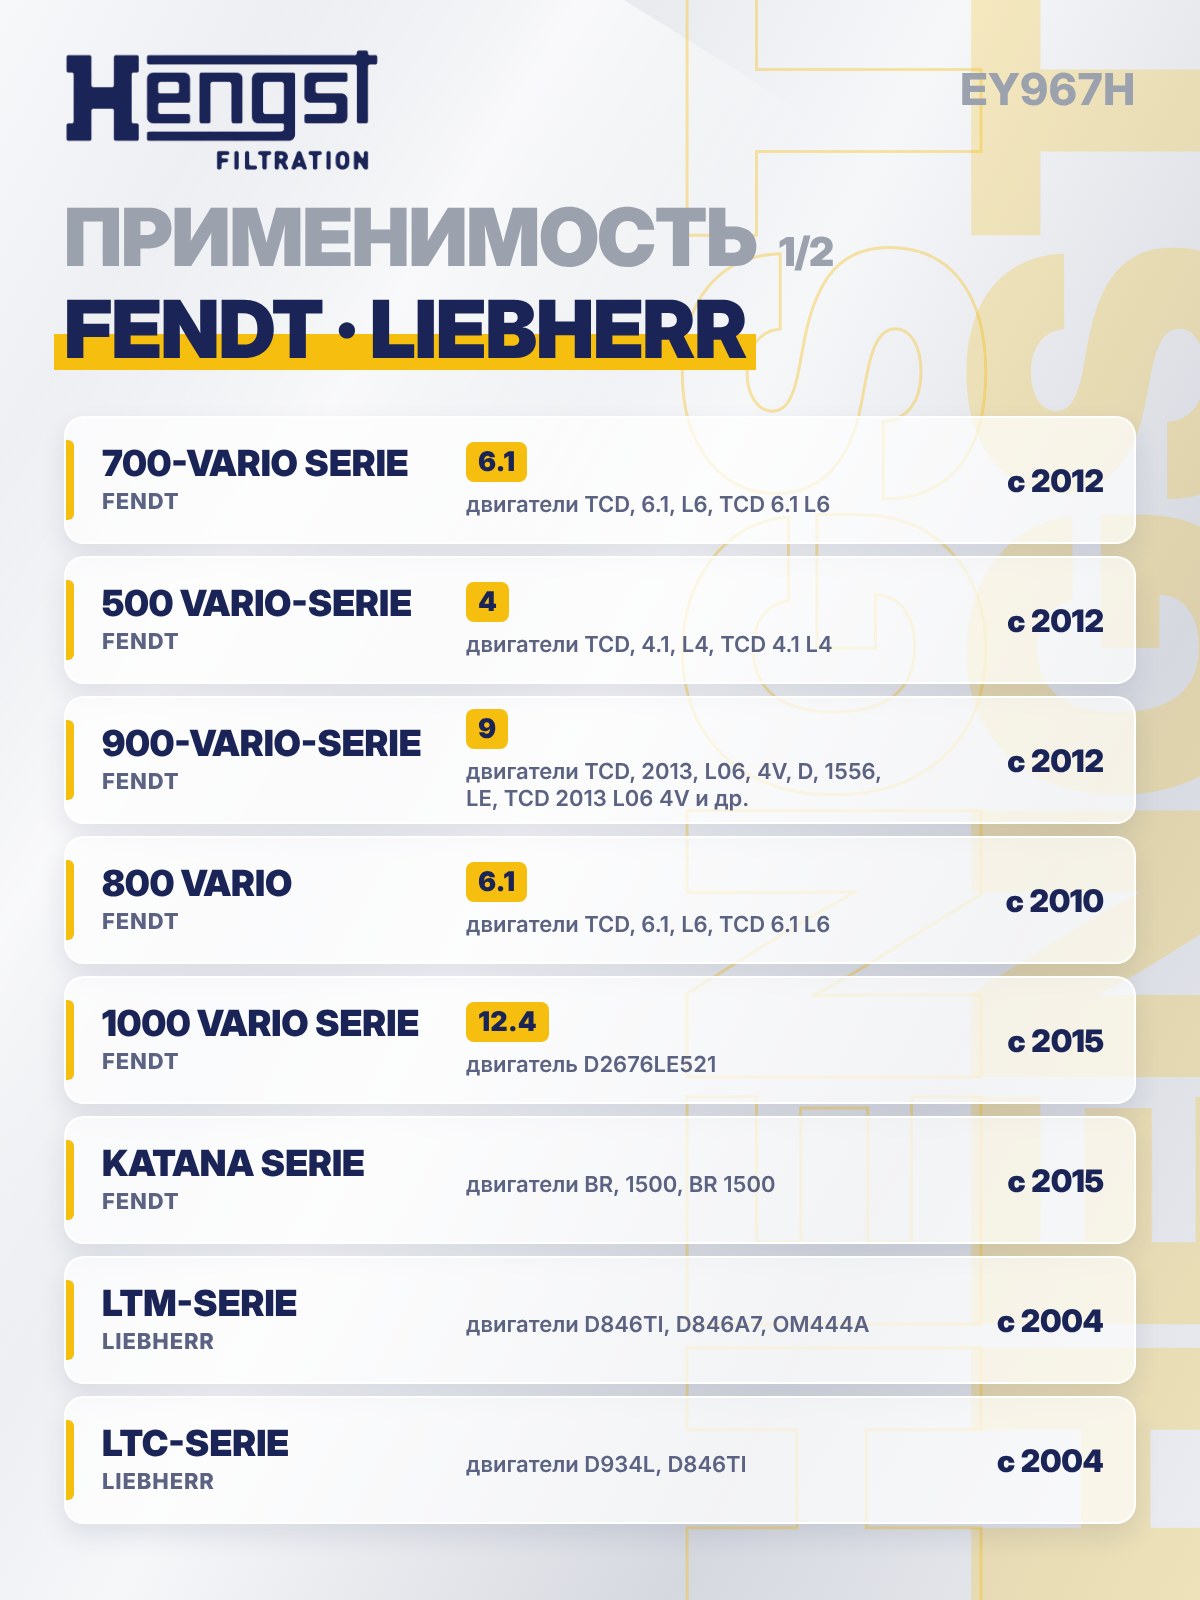 Hengst
FILTRATION
EY967H
ПРИМЕНИМОСТЬ 1/2
FENDT · LIEBHERR
700-VARIO SERIE
FENDT
6.1
двигатели TCD, 6.1, L6, TCD 6.1 L6
с 2012
500 VARIO-SERIE
FENDT
4
двигатели TCD, 4.1, L4, TCD 4.1 L4
с 2012
900-VARIO-SERIE
FENDT
9
двигатели TCD, 2013, L06, 4V, D, 1556,
LE, TCD 2013 L06 4V и др.
с 2012
800 VARIO
FENDT
6.1
двигатели TCD, 6.1, L6, TCD 6.1 L6
с 2010
1000 VARIO SERIE
FENDT
12.4
двигатель D2676LE521
с 2015
KATANA SERIE
FENDT
двигатели BR, 1500, BR 1500
с 2015
LTM-SERIE
LIEBHERR
двигатели D846TI, D846A7, OM444A
с 2004
LTC-SERIE
LIEBHERR
двигатели D934L, D846TI
с 2004
HENGST
HENGST